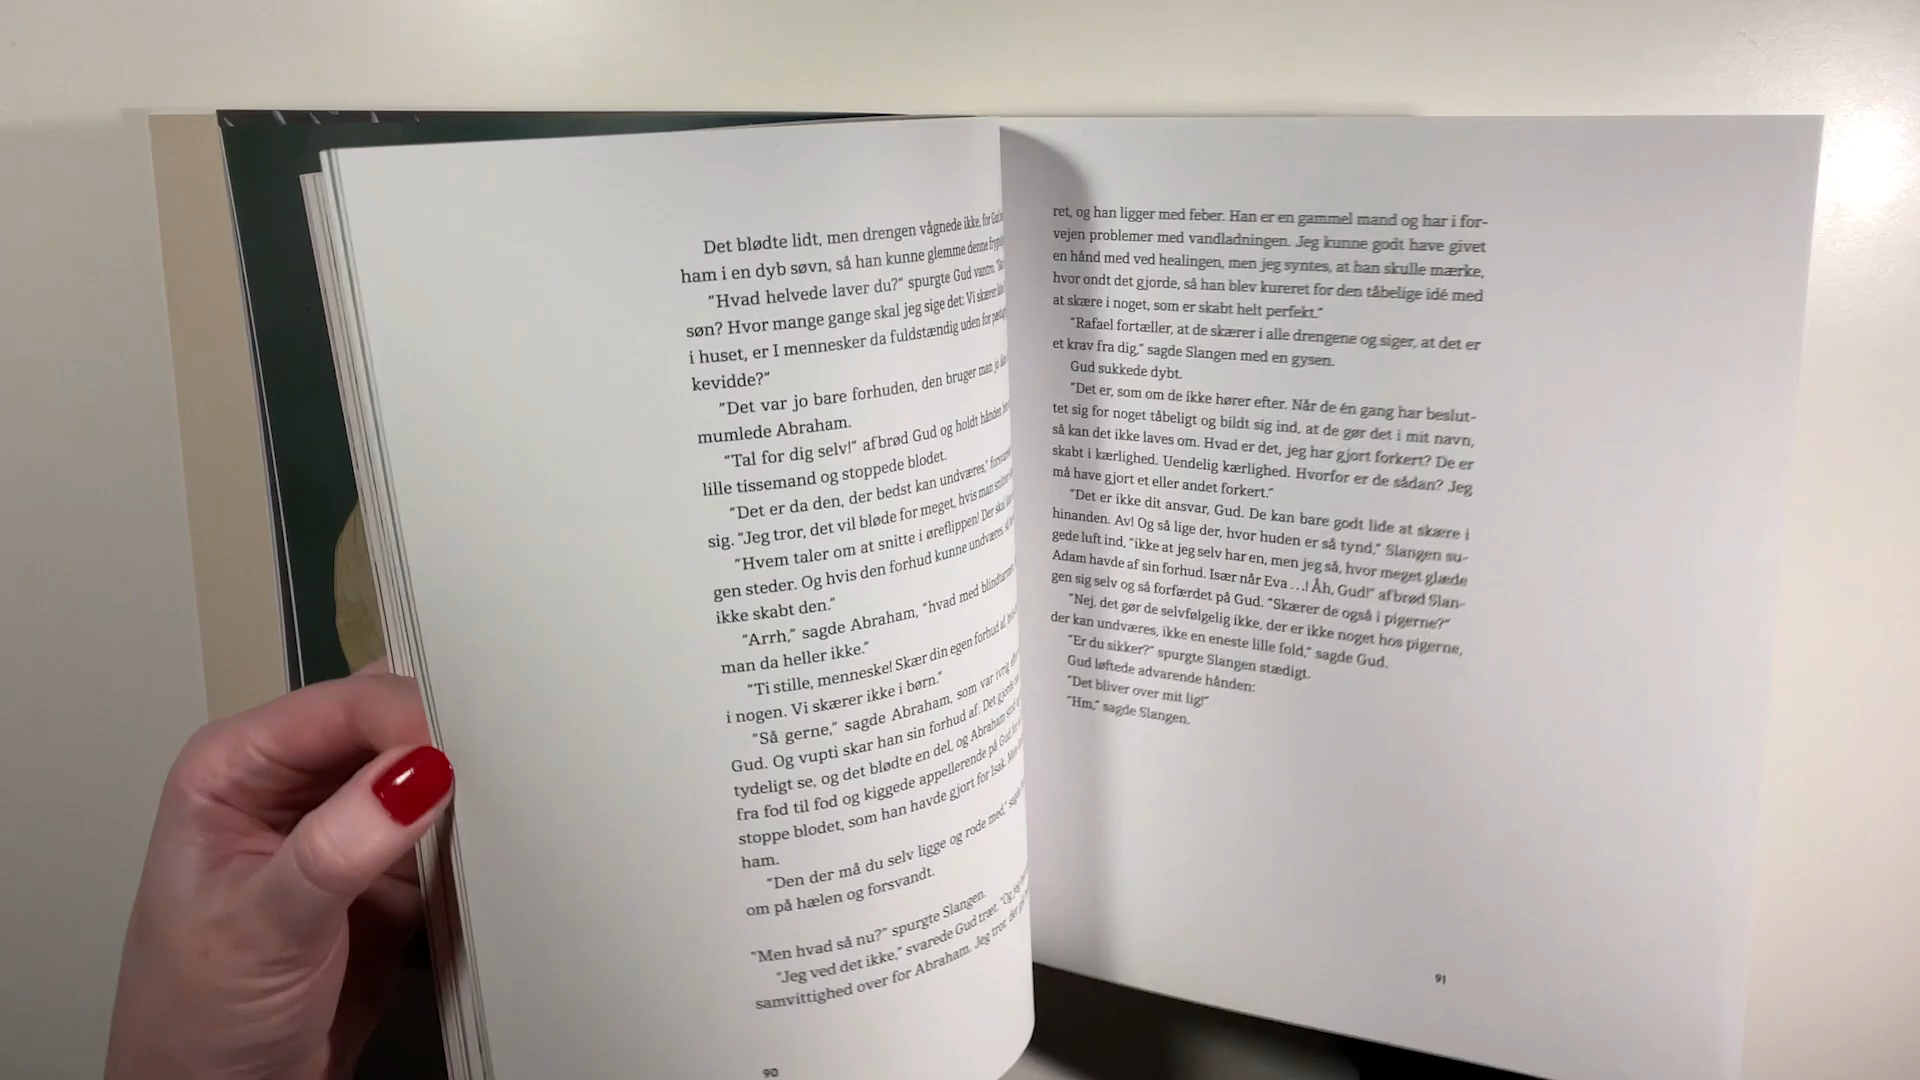 Det blødte lidt, men drengen vågnede ikke, for Gud
ham i en dyb søvn, så han kunne glemme denne
"Hvad helvede laver du?" spurgte Gud vantro.
søn? Hvor mange gange skal jeg sige det: Vi skærer ikke
i huset, er I mennesker da fuldstændig uden for
kevidde?"
"Det var jo bare forhuden, den bruger man jo
mumlede Abraham.
"Tal for dig selv!" afbrød Gud og holdt hånden
lille tissemand og stoppede blodet.
"Det er da den, der bedst kan undværes,"
sig. "Jeg tror, det vil bløde for meget, hvis man
"Hvem taler om at snitte i øreflippen! Der skal
gen steder. Og hvis den forhud kunne undværes,
ikke skabt den."
"Arrh," sagde Abraham, "hvad med
man da heller ikke."
"Ti stille, menneske! Skær din egen forhud af,
i nogen. Vi skærer ikke i børn."
"Så gerne," sagde Abraham, som var ivrig
Gud. Og vupti skar han sin forhud af. Det gjorde
tydeligt se, og det blødte en del, og Abraham
fra fod til fod og kiggede appellerende på Gud
stoppe blodet, som han havde gjort for Isak.
ham.
"Den der må du selv ligge og rode med,"
om på hælen og forsvandt.
"Men hvad så nu?" spurgte Slangen.
"Jeg ved det ikke," svarede Gud træt. "Og jeg
samvittighed over for Abraham. Jeg tror, det
90
ret, og han ligger med feber. Han er en gammel mand og har i for-
vejen problemer med vandladningen. Jeg kunne godt have givet
en hånd med ved healingen, men jeg syntes, at han skulle mærke,
hvor ondt det gjorde, så han blev kureret for den tåbelige idé med
at skære i noget, som er skabt helt perfekt."
"Rafael fortæller, at de skærer i alle drengene og siger, at det er
et krav fra dig," sagde Slangen med en gysen.
Gud sukkede dybt.
"Det er, som om de ikke hører efter. Når de én gang har beslut-
tet sig for noget tåbeligt og bildt sig ind, at de gør det i mit navn,
så kan det ikke laves om. Hvad er det, jeg har gjort forkert? De er
skabt i kærlighed. Uendelig kærlighed. Hvorfor er de sådan? Jeg
må have gjort et eller andet forkert."
"Det er ikke dit ansvar, Gud. De kan bare godt lide at skære i
hinanden. Av! Og så lige der, hvor huden er så tynd," Slangen su-
gede luft ind, "ikke at jeg selv har en, men jeg så, hvor meget glæde
Adam havde af sin forhud. Især når Eva ...! Åh, Gud!" afbrød Slan-
gen sig selv og så forfærdet på Gud. "Skærer de også i pigerne?"
"Nej, det gør de selvfølgelig ikke, der er ikke noget hos pigerne,
der kan undværes, ikke en eneste lille fold," sagde Gud.
"Er du sikker?" spurgte Slangen stædigt.
Gud løftede advarende hånden:
"Det bliver over mit lig!"
"Hm," sagde Slangen.
91